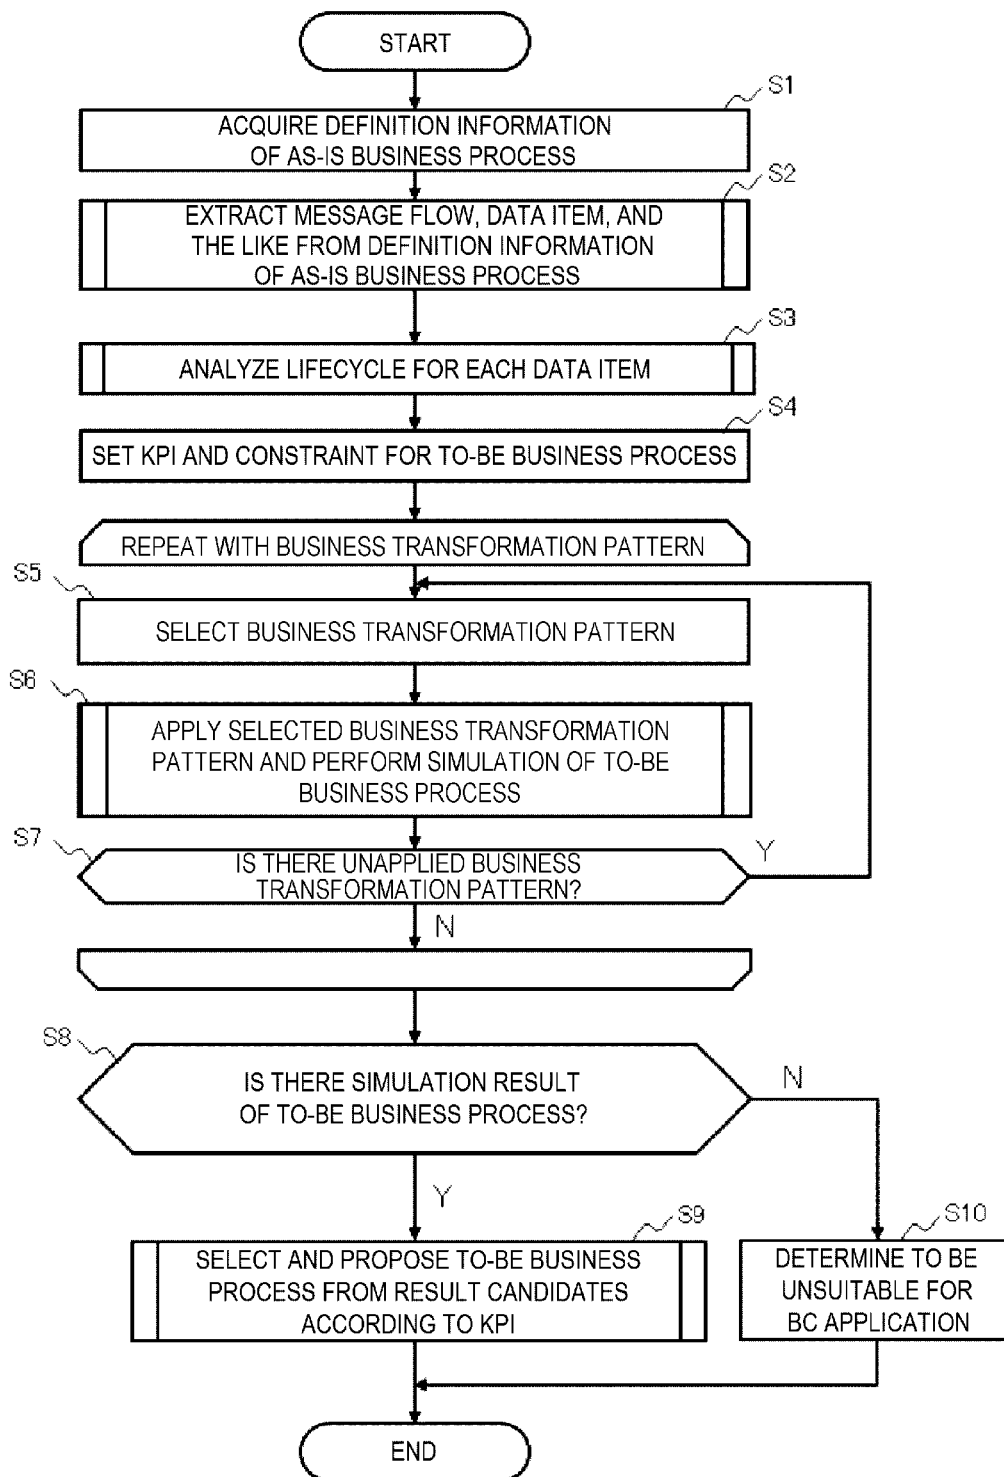 START
S1
ACQUIRE DEFINITION INFORMATION
OF AS-IS BUSINESS PROCESS
S2
EXTRACT MESSAGE FLOW, DATA ITEM, AND
THE LIKE FROM DEFINITION INFORMATION
OF AS-IS BUSINESS PROCESS
S3
ANALYZE LIFECYCLE FOR EACH DATA ITEM
S4
SET KPI AND CONSTRAINT FOR TO-BE BUSINESS PROCESS
REPEAT WITH BUSINESS TRANSFORMATION PATTERN
S5
SELECT BUSINESS TRANSFORMATION PATTERN
S6
APPLY SELECTED BUSINESS TRANSFORMATION
PATTERN AND PERFORM SIMULATION OF TO-BE
BUSINESS PROCESS
S7
IS THERE UNAPPLIED BUSINESS
TRANSFORMATION PATTERN?
Y
N
S8
IS THERE SIMULATION RESULT
OF TO-BE BUSINESS PROCESS?
N
Y
S9
SELECT AND PROPOSE TO-BE BUSINESS
PROCESS FROM RESULT CANDIDATES
ACCORDING TO KPI
S10
DETERMINE TO BE
UNSUITABLE FOR
BC APPLICATION
END